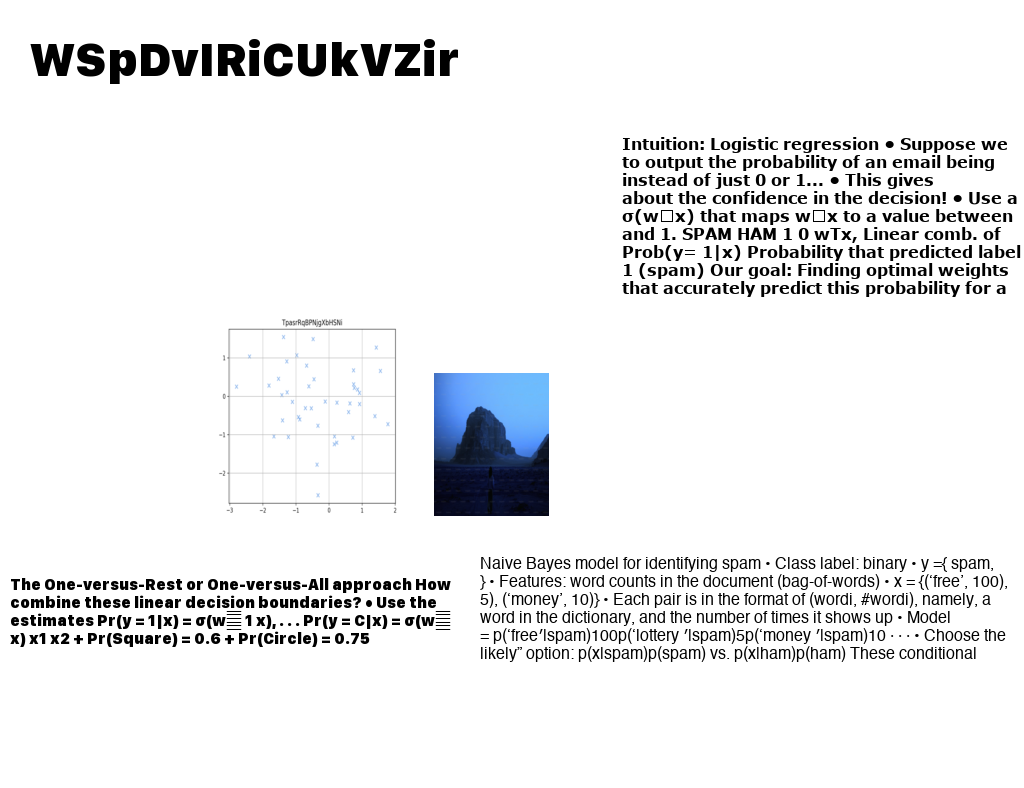 WSpDvIRiCUkVZir
Intuition: Logistic regression • Suppose we
to output the probability of an email being
instead of just 0 or 1… • This gives
about the confidence in the decision! • Use a
σ(w□x) that maps w□x to a value between
and 1. SPAM HAM 1 0 wTx, Linear comb. of
Prob(y= 1|x) Probability that predicted label
1 (spam) Our goal: Finding optimal weights
that accurately predict this probability for a
TpasrRqBPNjgXbHSNi
1
0
−1
−2
−3 −2 −1 0 1 2
The One-versus-Rest or One-versus-All approach How
combine these linear decision boundaries? • Use the
estimates Pr(y = 1|x) = σ(w 1 x), . . . Pr(y = C|x) = σ(w
x) x1 x2 + Pr(Square) = 0.6 + Pr(Circle) = 0.75
Naive Bayes model for identifying spam • Class label: binary • y ={ spam,
} • Features: word counts in the document (bag-of-words) • x = {('free', 100),
5), ('money', 10)} • Each pair is in the format of (wordi, #wordi), namely, a
word in the dictionary, and the number of times it shows up • Model
= p('free′|spam)100p('lottery ′|spam)5p('money ′|spam)10 · · · • Choose the
likely” option: p(x|spam)p(spam) vs. p(x|ham)p(ham) These conditional